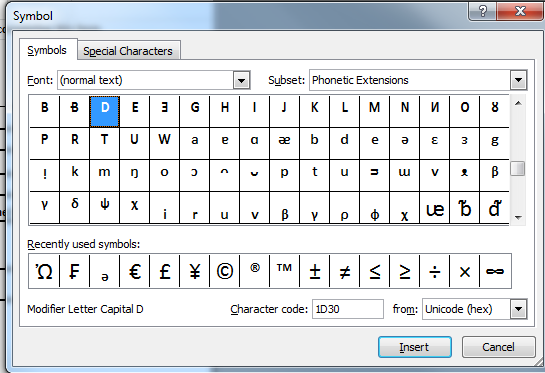 Symbol
Symbols Special Characters
Font: (normal text) Subset: Phonetic Extensions
ᴮ ᴯ ᴰ ᴱ ᴲ ᴳ ᴴ ᴵ ᴶ ᴷ ᴸ ᴹ ᴺ ᴻ ᴼ ᴽ
ᴾ ᴿ ᵀ ᵁ ᵂ ᵃ ᵄ ᵅ ᵆ ᵇ ᵈ ᵉ ᵊ ᵋ ᵌ ᵍ
ᵎ ᵏ ᵐ ᵑ ᵒ ᵓ ᵔ ᵕ ᵖ ᵗ ᵘ ᵙ ᵚ ᵛ ᵜ ᵝ
ᵞ ᵟ ᵠ ᵡ ᵢ ᵣ ᵤ ᵥ ᵦ ᵧ ᵨ ᵩ ᵪ ᵫ ᵬ ᵭ
Recently used symbols:
Ώ ₣ ₔ € £ ¥ © ® ™ ± ≠ ≤ ≥ ÷ × ∞
Modifier Letter Capital D Character code: 1D30 from: Unicode (hex)
Insert Cancel